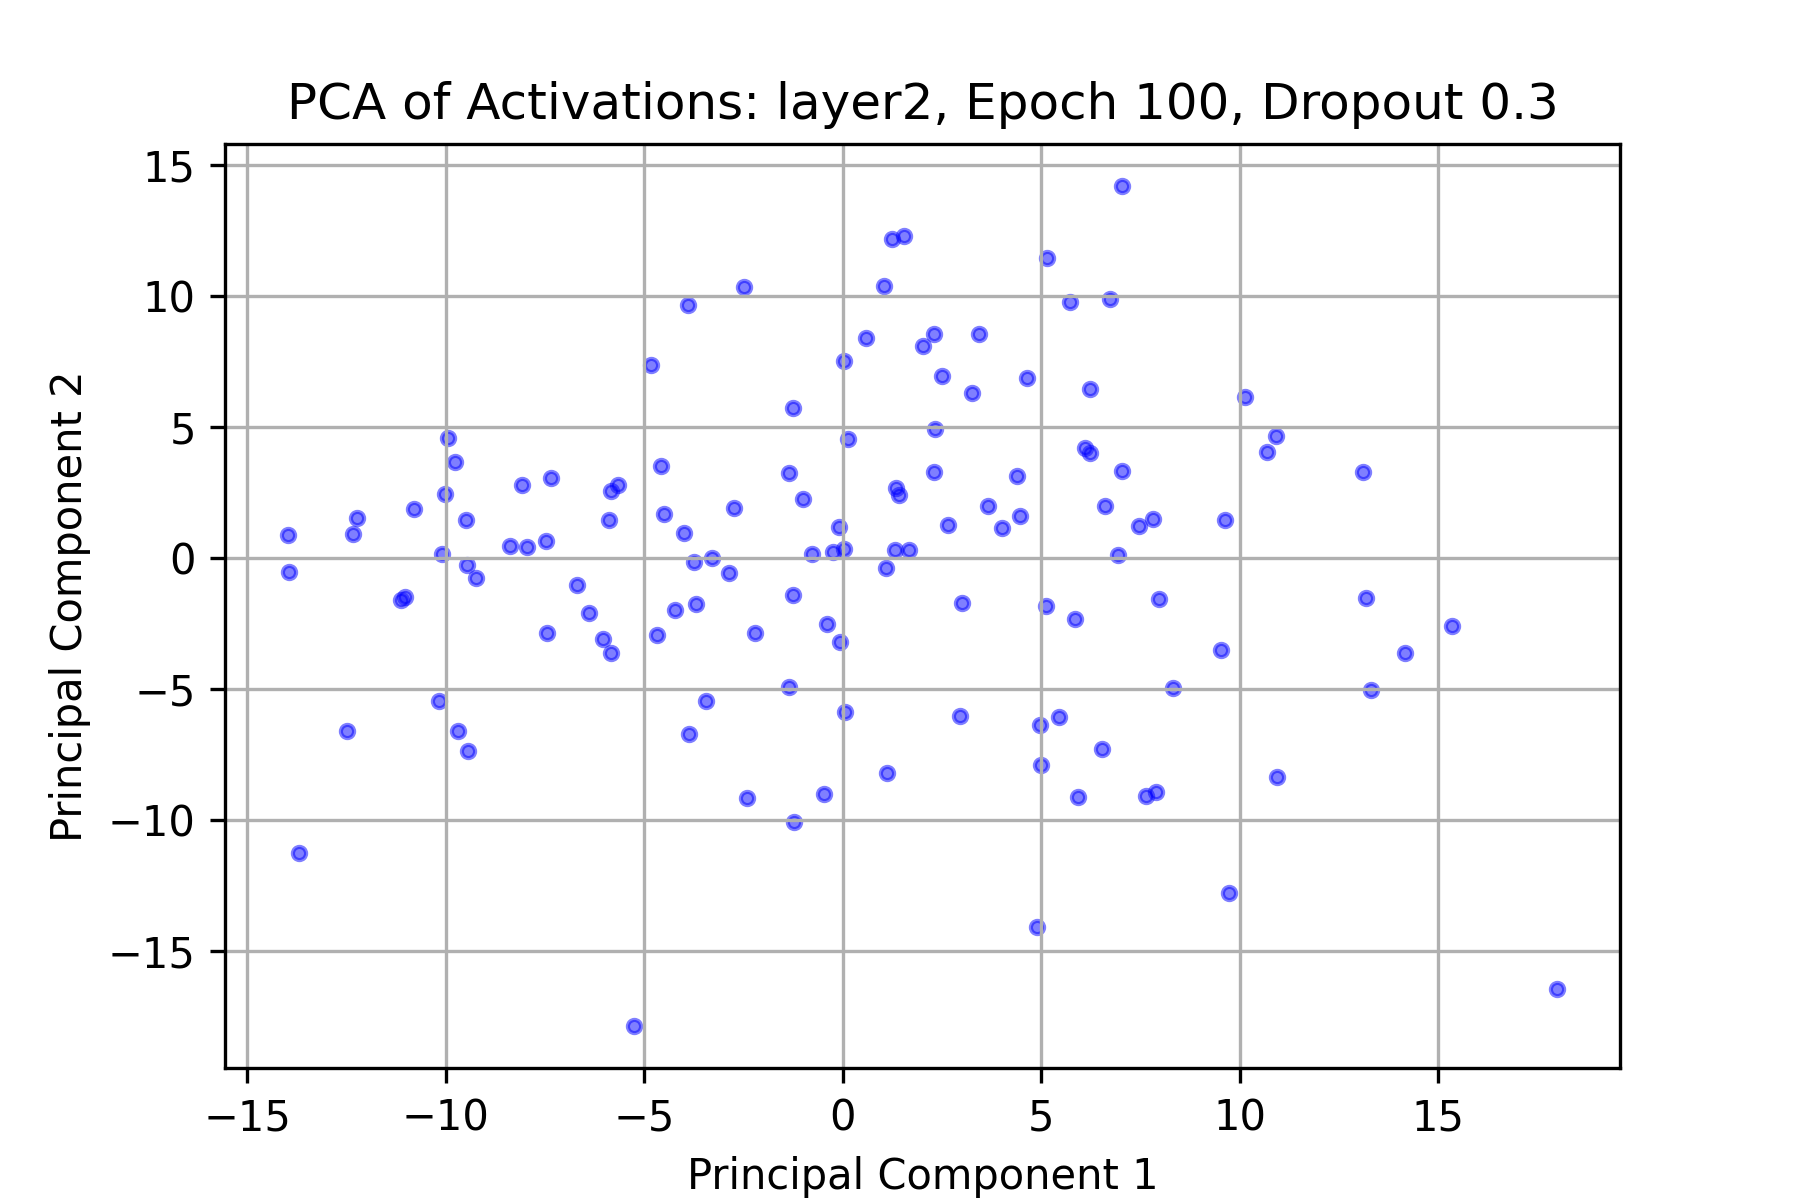 PCA of Activations: layer2, Epoch 100, Dropout 0.3
15
10
5
0
−5
−10
−15
Principal Component 2
−15 −10 −5 0 5 10 15
Principal Component 1